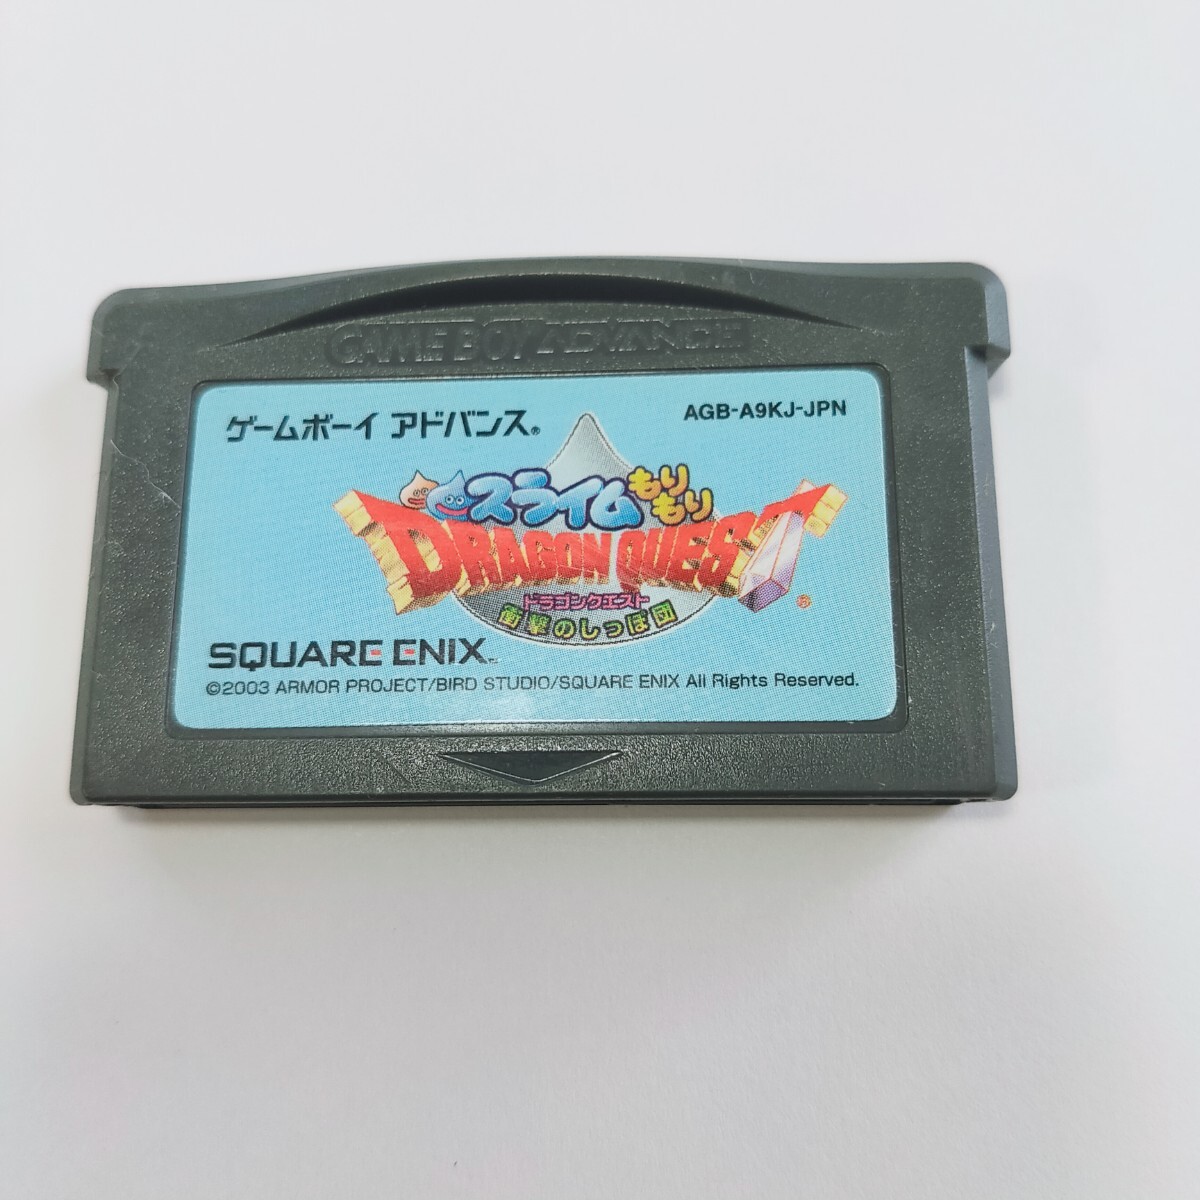 GAME BOY ADVANCE
ゲームボーイ アドバンス®
AGB-A9KJ-JPN
スライムもりもり
DRAGON QUEST
ドラゴンクエスト
衝撃のしっぽ団
SQUARE ENIX™
©2003 ARMOR PROJECT/BIRD STUDIO/SQUARE ENIX All Rights Reserved.